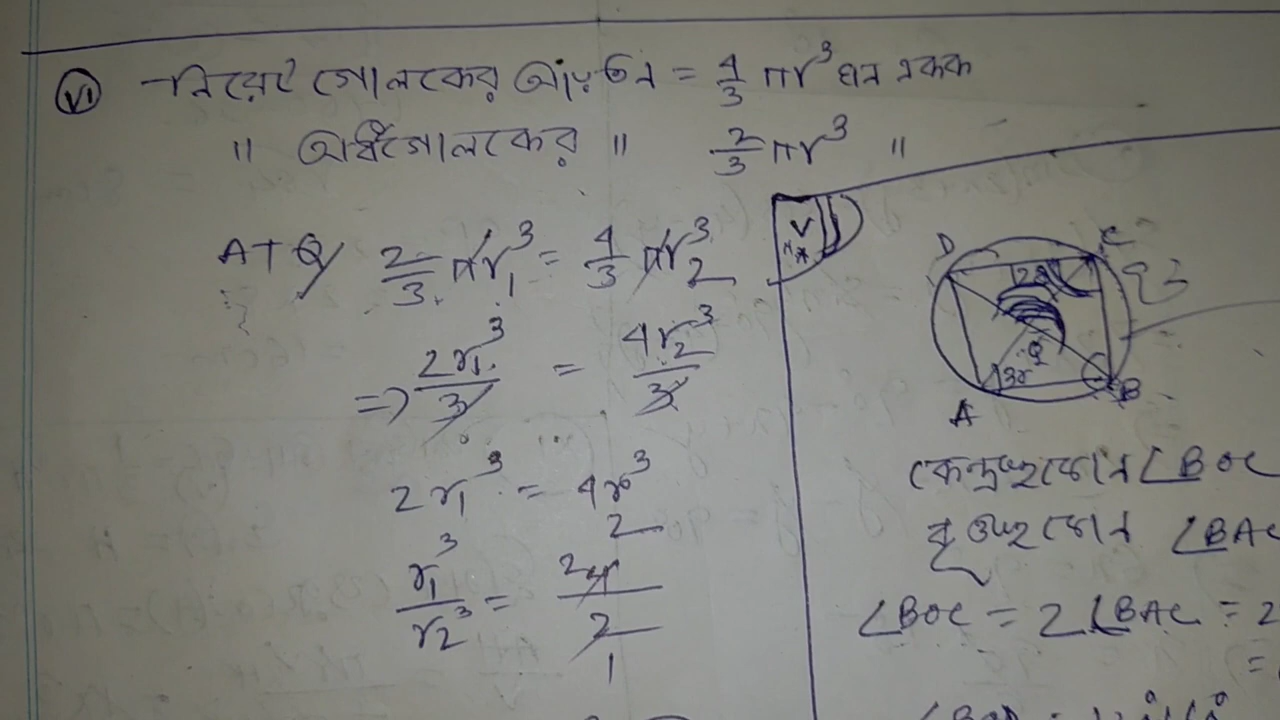 VI নিরেট গোলকের আয়তন = 4/3 πr³ ঘন একক
" অর্ধগোলকের " 2/3 πr³ "
ATQ, 2/3 πr₁³ = 4/3 πr₂³
=> 2r₁³/3 = 4r₂³/3
2r₁³ = 4r₂³
r₁³/r₂³ = 4/2
2
1
V
D C
A B
কেন্দ্রস্থ কোণ ∠BOC
বৃত্তস্থ কোণ ∠BAC
∠BOC = 2∠BAC = 2
=